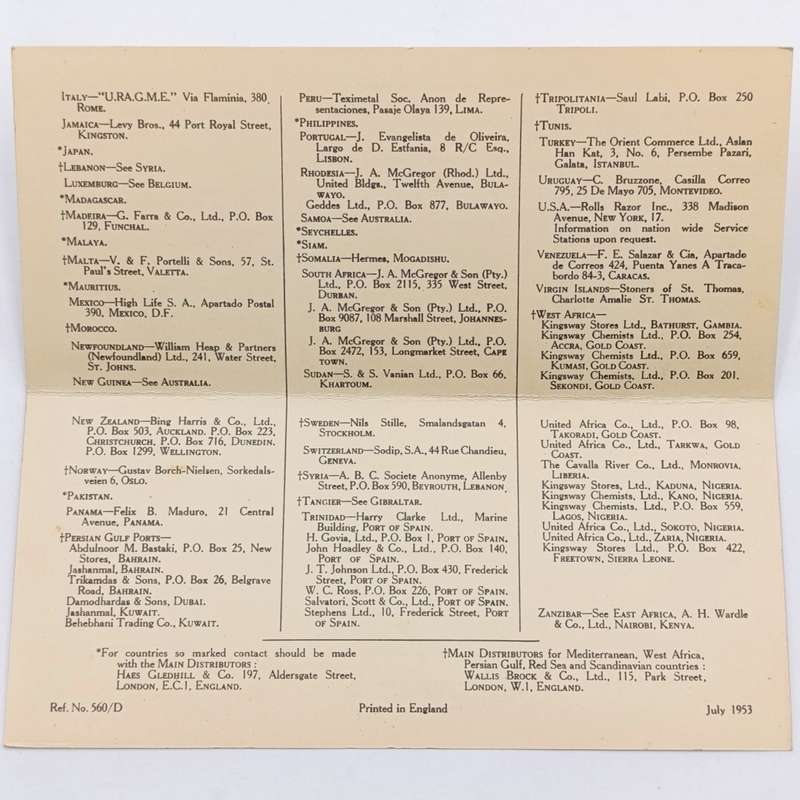 ITALY—"U.RA.G.M.E." Via Flaminia, 380,
ROME.
JAMAICA—Levy Bros., 44 Port Royal Street,
KINGSTON.
*JAPAN.
†LEBANON—See SYRIA.
LUXEMBURG—See BELGIUM.
*MADAGASCAR.
†MADEIRA—G. Farra & Co., Ltd., P.O. Box
129, FUNCHAL.
*MALAYA.
†MALTA—V. & F. Portelli & Sons, 57, St.
Paul's Street, VALETTA.
*MAURITIUS.
MEXICO—High Life S. A., Apartado Postal
390, MEXICO, D.F.
†MOROCCO.
NEWFOUNDLAND—William Heap & Partners
(Newfoundland) Ltd., 241, Water Street,
ST. JOHNS.
NEW GUINEA—See AUSTRALIA.
NEW ZEALAND—Bing Harris & Co., Ltd.,
P.O. Box 503, AUCKLAND. P.O. Box 223,
CHRISTCHURCH, P.O. Box 716, DUNEDIN.
P.O. Box 1299, WELLINGTON.
†NORWAY—Gustav Borch-Nielsen, Sorkedals-
veien 6, OSLO.
*PAKISTAN.
PANAMA—Felix B. Maduro, 21 Central
Avenue, PANAMA.
†PERSIAN GULF PORTS—
Abdulnoor M. Bastaki, P.O. Box 25, New
Stores, BAHRAIN.
Jashanmal, BAHRAIN.
Trikamdas & Sons, P.O. Box 26, Belgrave
Road, BAHRAIN.
Damodhardas & Sons, DUBAI.
Jashanmal, KUWAIT.
Behebhani Trading Co., KUWAIT.
PERU—Teximetal Soc. Anon de Repre-
sentaciones, Pasaje Olaya 139, LIMA.
*PHILIPPINES.
PORTUGAL—J. Evangelista de Oliveira,
Largo de D. Estfania, 8 R/C Esq.,
LISBON.
RHODESIA—J. A. McGregor (Rhod.) Ltd.,
United Bldgs., Twelfth Avenue, BULA-
WAYO.
Geddes Ltd., P.O. Box 877, BULAWAYO.
SAMOA—See AUSTRALIA.
*SEYCHELLES.
*SIAM.
†SOMALIA—Hermes, MOGADISHU.
SOUTH AFRICA—J. A. McGregor & Son (Pty.)
Ltd., P.O. Box 2115, 335 West Street,
DURBAN.
J. A. McGregor & Son (Pty.) Ltd., P.O.
Box 9087, 108 Marshall Street, JOHANNES-
BURG
J. A. McGregor & Son (Pty.) Ltd., P.O.
Box 2472, 153, Longmarket Street, CAPE
TOWN.
SUDAN—S. & S. Vanian Ltd., P.O. Box 66,
KHARTOUM.
†SWEDEN—Nils Stille, Smalandsgatan 4,
STOCKHOLM.
SWITZERLAND—Sodip, S.A., 44 Rue Chandieu,
GENEVA.
†SYRIA—A. B. C. Societe Anonyme, Allenby
Street, P.O. Box 590, BEYROUTH, LEBANON.
†TANGIER—See GIBRALTAR.
TRINIDAD—Harry Clarke Ltd., Marine
Building, PORT OF SPAIN.
H. Govia, Ltd., P.O. Box 1, PORT OF SPAIN.
John Hoadley & Co., Ltd., P.O. Box 140,
PORT OF SPAIN.
J. T. Johnson Ltd., P.O. Box 430, Frederick
Street, PORT OF SPAIN.
W. C. Ross, P.O. Box 226, PORT OF SPAIN.
Salvatori, Scott & Co., Ltd., PORT OF SPAIN.
Stephens Ltd., 10, Frederick Street, PORT
OF SPAIN.
†TRIPOLITANIA—Saul Labi, P.O. Box 250
TRIPOLI.
†TUNIS.
TURKEY—The Orient Commerce Ltd., Aslan
Han Kat, 3, No. 6, Persembe Pazari,
Galata, ISTANBUL.
URUGUAY—C. Bruzzone, Casilla Correo
795, 25 De Mayo 705, MONTEVIDEO.
U.S.A.—Rolls Razor Inc., 338 Madison
Avenue, NEW YORK, 17.
Information on nation wide Service
Stations upon request.
VENEZUELA—F. E. Salazar & Cia, Apartado
de Correos 424, Puenta Yanes A Traca-
bordo 84-3, CARACAS.
VIRGIN ISLANDS—Stoners of St. Thomas,
Charlotte Amalie ST. THOMAS.
†WEST AFRICA—
Kingsway Stores Ltd., BATHURST, GAMBIA.
Kingsway Chemists Ltd., P.O. Box 254,
ACCRA, GOLD COAST.
Kingsway Chemists Ltd., P.O. Box 659,
KUMASI, GOLD COAST.
Kingsway Chemists Ltd., P.O. Box 201,
SEKONDI, GOLD COAST.
United Africa Co., Ltd., P.O. Box 98,
TAKORADI, GOLD COAST.
United Africa Co., Ltd., TARKWA, GOLD
COAST.
The Cavalla River Co., Ltd., MONROVIA,
LIBERIA.
Kingsway Stores, Ltd., KADUNA, NIGERIA.
Kingsway Chemists, Ltd., KANO, NIGERIA.
Kingsway Chemists, Ltd., P.O. Box 559,
LAGOS, NIGERIA.
United Africa Co., Ltd., SOKOTO, NIGERIA.
United Africa Co., Ltd., ZARIA, NIGERIA.
Kingsway Stores Ltd., P.O. Box 422,
FREETOWN, SIERRA LEONE.
ZANZIBAR—See EAST AFRICA, A. H. Wardle
& Co., Ltd., NAIROBI, KENYA.
*For countries so marked contact should be made
with the MAIN DISTRIBUTORS :
HAES GLEDHILL & Co. 197, Aldersgate Street,
LONDON, E.C.1, ENGLAND.
†MAIN DISTRIBUTORS for Mediterranean, West Africa,
Persian Gulf, Red Sea and Scandinavian countries :
WALLIS BROCK & Co., Ltd., 115, Park Street,
LONDON, W.1, ENGLAND.
Ref. No. 560/D
Printed in England
July 1953